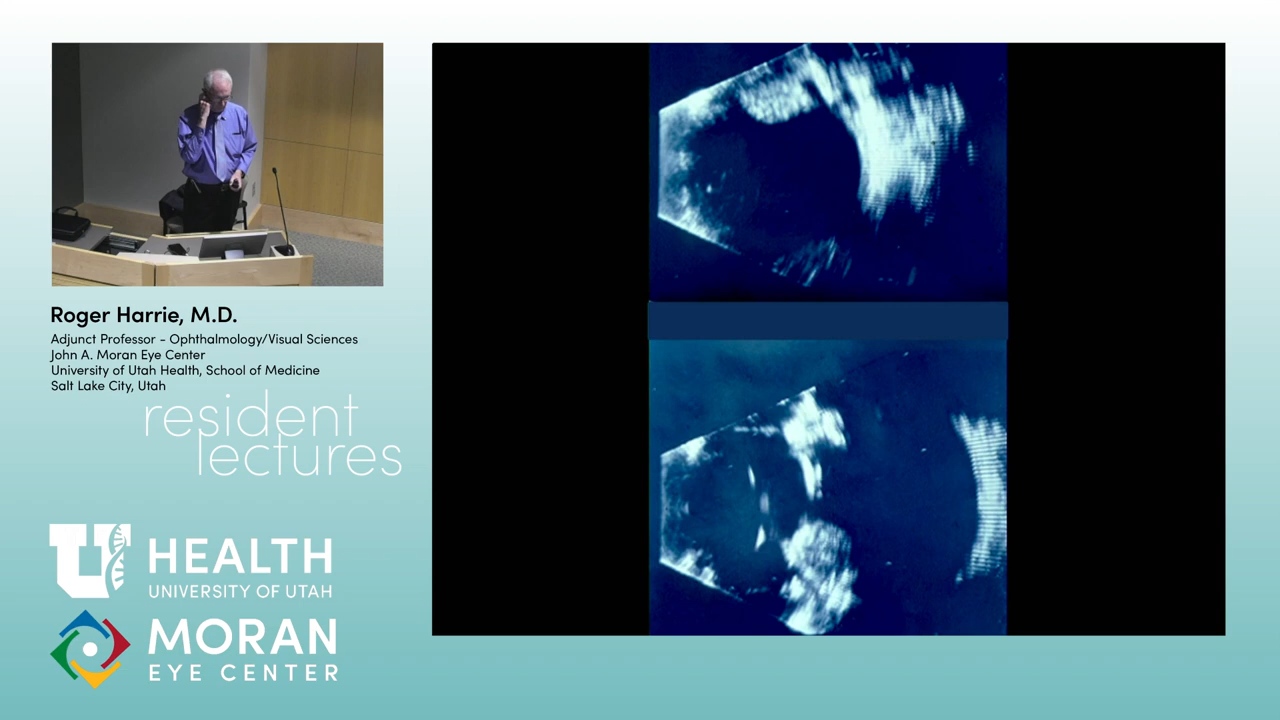 Roger Harrie, M.D.
Adjunct Professor - Ophthalmology/Visual Sciences
John A. Moran Eye Center
University of Utah Health, School of Medicine
Salt Lake City, Utah
resident
lectures
U HEALTH
UNIVERSITY OF UTAH
MORAN
EYE CENTER